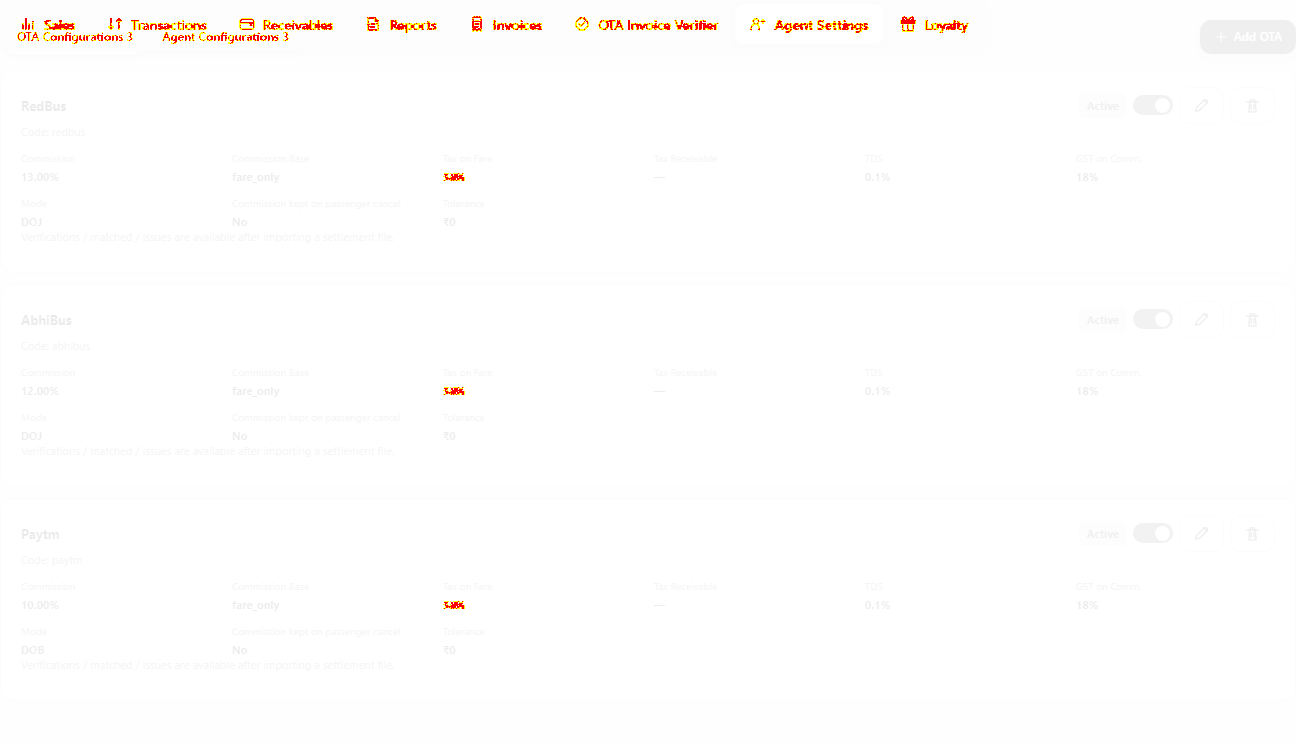 Sales Transactions Receivables Reports Invoices OTA Invoice Verifier Agent Settings Loyalty
OTA Configurations 3 Agent Configurations 3
+ Add OTA
RedBus Active
Code: redbus
Commission Commission Base Tax on Fare Tax Receivable TDS GST on Comm.
13.00% fare_only — 0.1% 18%
Mode Commission kept on passenger cancel Tolerance
DOJ No ₹0
Verifications / matched / issues are available after importing a settlement file.
AbhiBus Active
Code: abhibus
Commission Commission Base Tax on Fare Tax Receivable TDS GST on Comm.
12.00% fare_only — 0.1% 18%
Mode Commission kept on passenger cancel Tolerance
DOJ No ₹0
Verifications / matched / issues are available after importing a settlement file.
Paytm Active
Code: paytm
Commission Commission Base Tax on Fare Tax Receivable TDS GST on Comm.
10.00% fare_only — 0.1% 18%
Mode Commission kept on passenger cancel Tolerance
DOB No ₹0
Verifications / matched / issues are available after importing a settlement file.